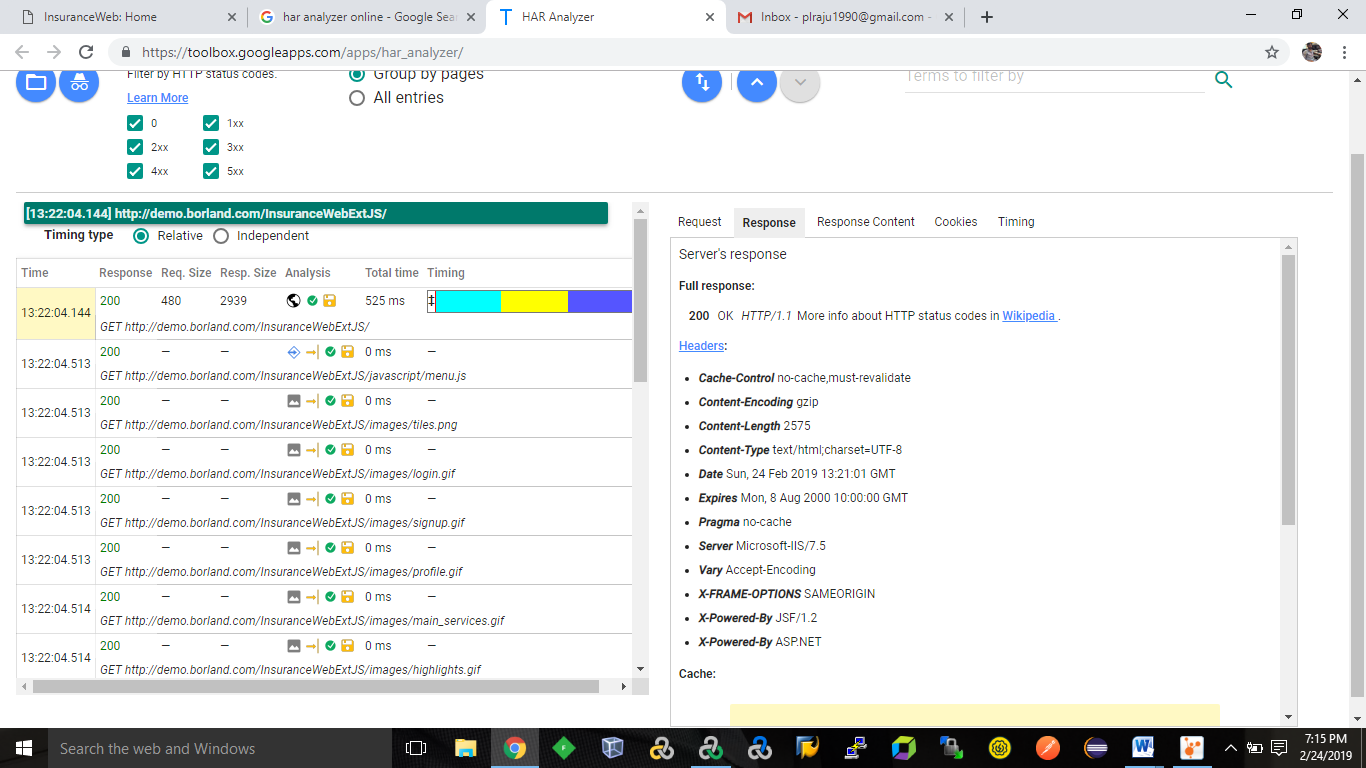 InsuranceWeb: Home
har analyzer online - Google Sear
HAR Analyzer
Inbox - plraju1990@gmail.com -
https://toolbox.googleapps.com/apps/har_analyzer/
Filter by HTTP status codes.
Learn More
0 1xx
2xx 3xx
4xx 5xx
Group by pages
All entries
Terms to filter by
[13:22:04.144] http://demo.borland.com/InsuranceWebExtJS/
Timing type Relative Independent
Time Response Req. Size Resp. Size Analysis Total time Timing
13:22:04.144 200 480 2939 525 ms
GET http://demo.borland.com/InsuranceWebExtJS/
13:22:04.513 200 — — 0 ms —
GET http://demo.borland.com/InsuranceWebExtJS/javascript/menu.js
13:22:04.513 200 — — 0 ms —
GET http://demo.borland.com/InsuranceWebExtJS/images/tiles.png
13:22:04.513 200 — — 0 ms —
GET http://demo.borland.com/InsuranceWebExtJS/images/login.gif
13:22:04.513 200 — — 0 ms —
GET http://demo.borland.com/InsuranceWebExtJS/images/signup.gif
13:22:04.513 200 — — 0 ms —
GET http://demo.borland.com/InsuranceWebExtJS/images/profile.gif
13:22:04.514 200 — — 0 ms —
GET http://demo.borland.com/InsuranceWebExtJS/images/main_services.gif
13:22:04.514 200 — — 0 ms —
GET http://demo.borland.com/InsuranceWebExtJS/images/highlights.gif
Request Response Response Content Cookies Timing
Server's response
Full response:
200 OK HTTP/1.1 More info about HTTP status codes in Wikipedia .
Headers:
Cache-Control no-cache,must-revalidate
Content-Encoding gzip
Content-Length 2575
Content-Type text/html;charset=UTF-8
Date Sun, 24 Feb 2019 13:21:01 GMT
Expires Mon, 8 Aug 2000 10:00:00 GMT
Pragma no-cache
Server Microsoft-IIS/7.5
Vary Accept-Encoding
X-FRAME-OPTIONS SAMEORIGIN
X-Powered-By JSF/1.2
X-Powered-By ASP.NET
Cache:
Search the web and Windows
7:15 PM
2/24/2019